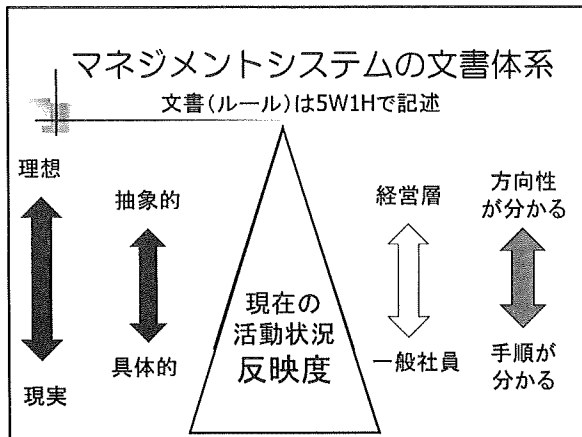 マネジメントシステムの文書体系
文書(ルール)は5W1Hで記述
理想
現実
抽象的
具体的
現在の
活動状況
反映度
経営層
一般社員
方向性
が分かる
手順が
分かる